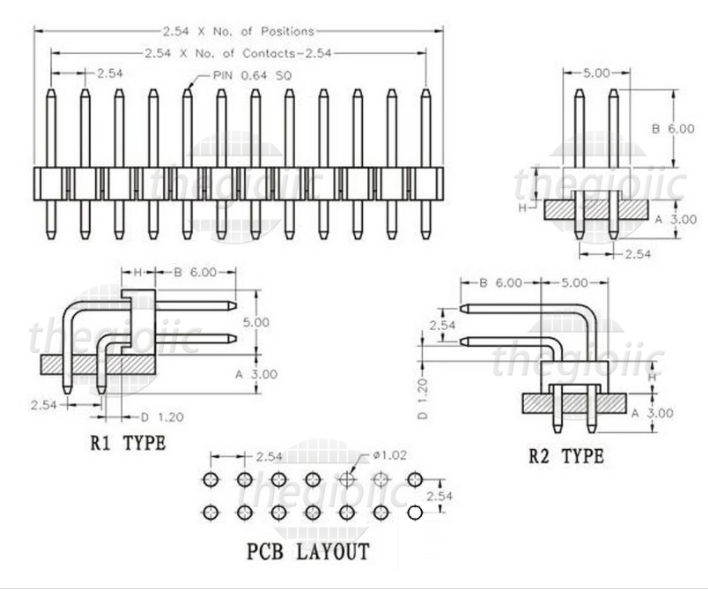 2.54 X No. of Positions
2.54 X No. of Contacts-2.54
2.54
PIN 0.64 SQ
5.00
B 6.00
H
A 3.00
2.54
thegioiic
thegioiic
H
B 6.00
5.00
A 3.00
2.54
D 1.20
R1 TYPE
thegioiic
B 6.00
5.00
2.54
D 1.20
H
A 3.00
R2 TYPE
thegioiic
2.54
ø1.02
2.54
thegioiic
PCB LAYOUT